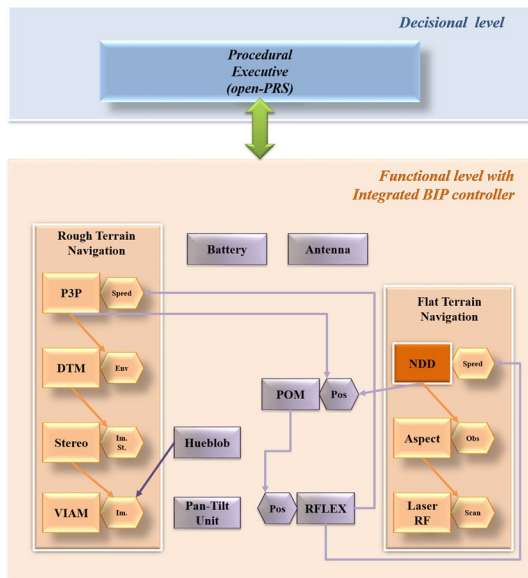 Decisional level
Procedural
Executive
(open-PRS)
Functional level with
Integrated BIP controller
Rough Terrain
Navigation
Battery
Antenna
P3P
Speed
Flat Terrain
Navigation
DTM
Env
NDD
Speed
POM
Pos
Stereo
Im.
St.
Hueblob
Aspect
Obs
VIAM
Im.
Pan-Tilt
Unit
Pos
RFLEX
Laser
RF
Scan